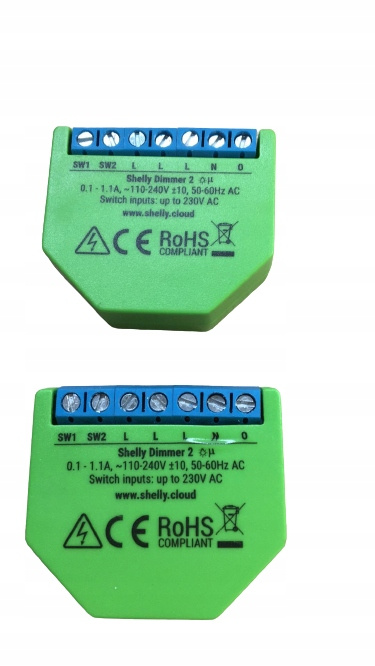 SW1 SW2 L L L N O
Shelly Dimmer 2 µ
0.1 - 1.1A, ~110-240V ±10, 50-60Hz AC
Switch inputs: up to 230V AC
www.shelly.cloud
CE RoHS
COMPLIANT
SW1 SW2 L L L N O
Shelly Dimmer 2 µ
0.1 - 1.1A, ~110-240V ±10, 50-60Hz AC
Switch inputs: up to 230V AC
www.shelly.cloud
CE RoHS
COMPLIANT